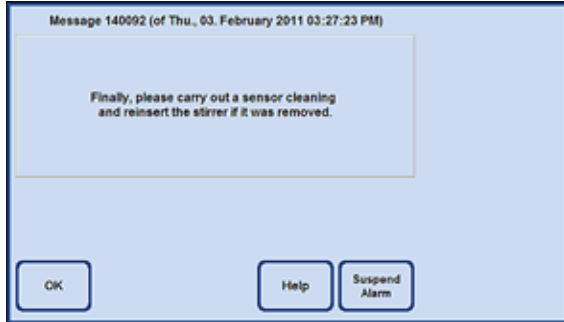 Message 140092 (of Thu., 03. February 2011 03:27:23 PM)
Finally, please carry out a sensor cleaning
and reinsert the stirrer if it was removed.
OK
Help
Suspend
Alarm